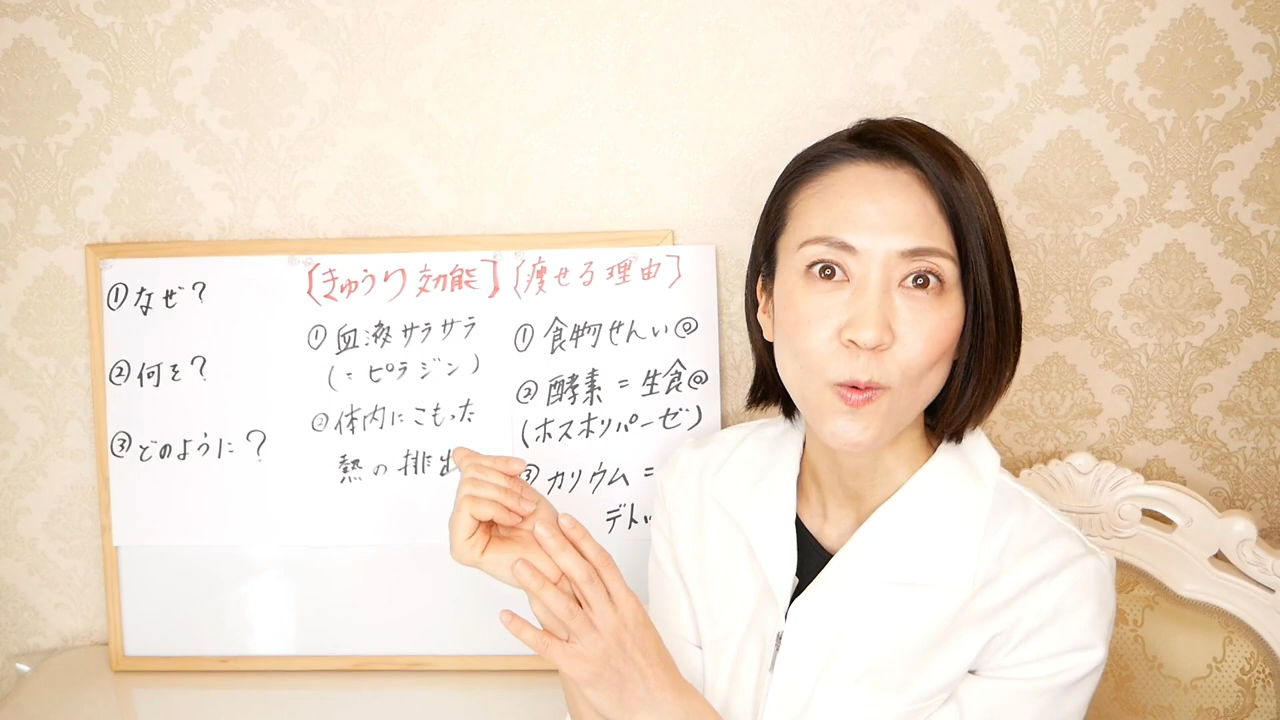 ①なぜ?
②何を?
③どのように?
[きゅうり効能]
①血液サラサラ
(=ピラジン)
②体内にこもった
熱の排出
[痩せる理由]
①食物せんい◎
②酵素=生食◎
(ホスホリパーゼ)
③カリウム=
デト